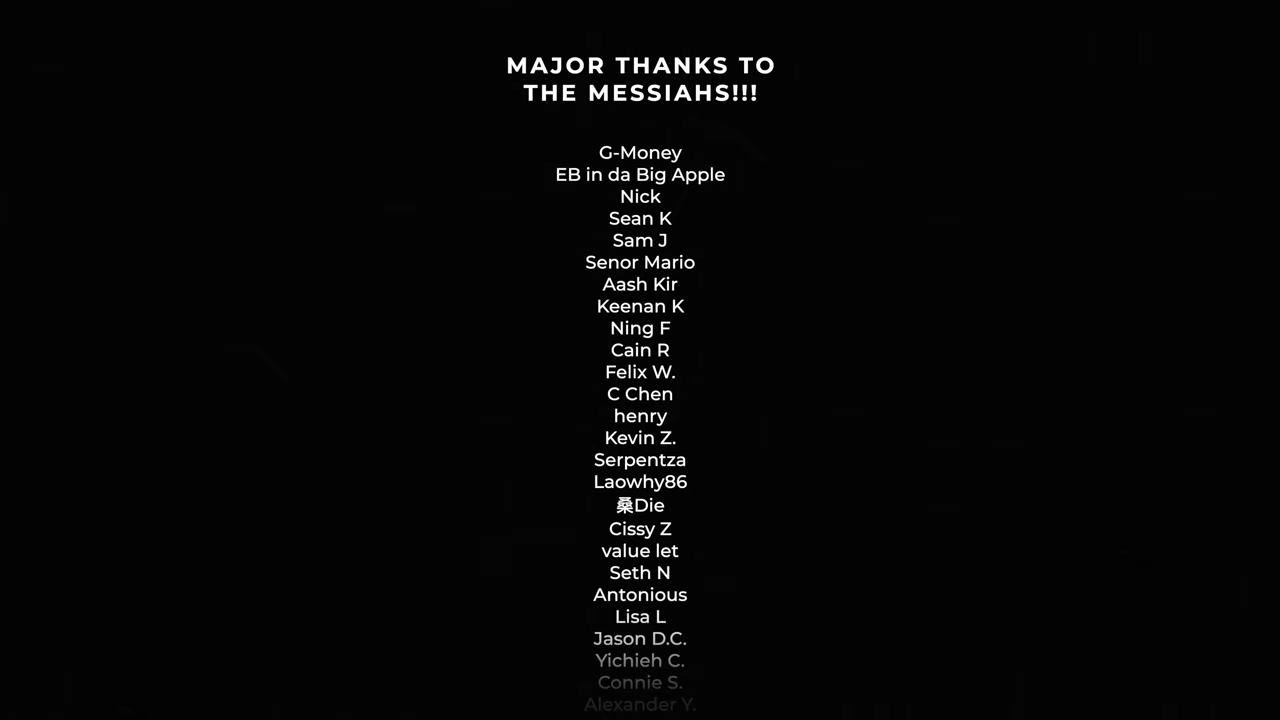 MAJOR THANKS TO
THE MESSIAHS!!!
G-Money
EB in da Big Apple
Nick
Sean K
Sam J
Senor Mario
Aash Kir
Keenan K
Ning F
Cain R
Felix W.
C Chen
henry
Kevin Z.
Serpentza
Laowhy86
桑Die
Cissy Z
value let
Seth N
Antonious
Lisa L
Jason D.C.
Yichieh C.
Connie S.
Alexander Y.